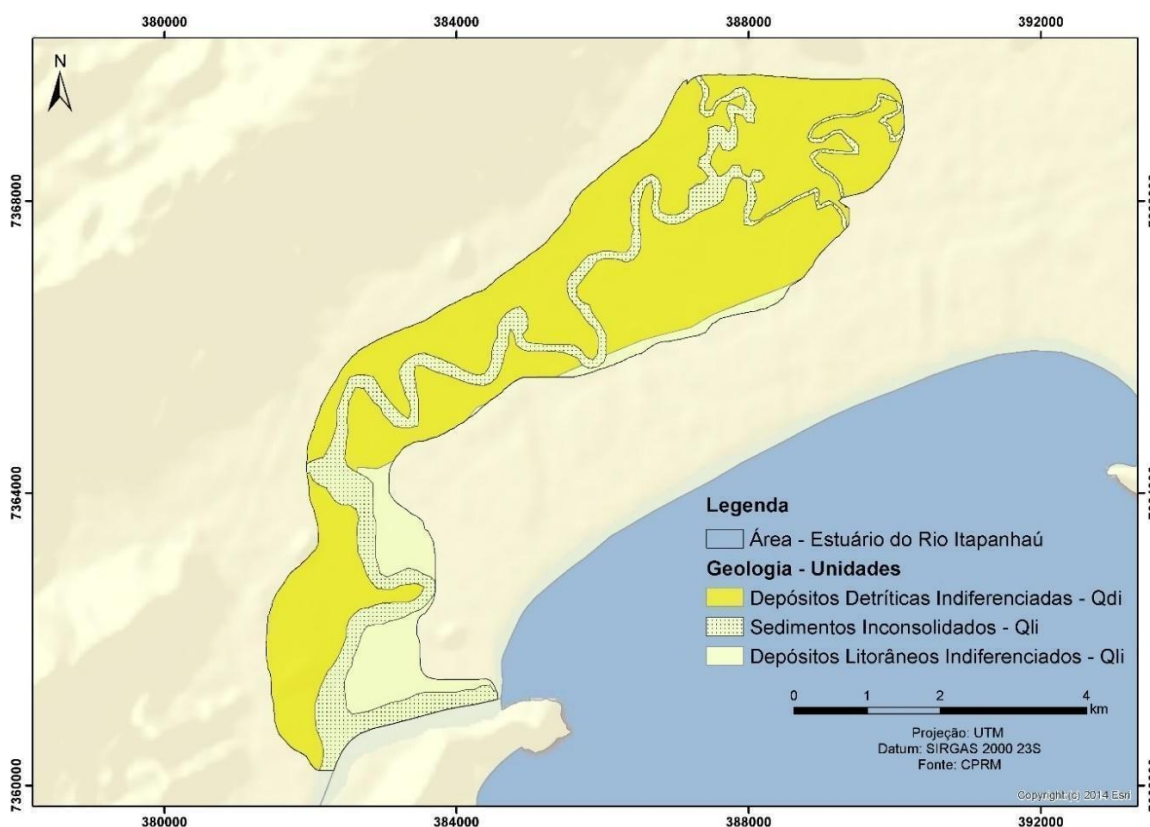 380000 384000 388000 392000
N
7368000
7364000
Legenda
Área - Estuário do Rio Itapanhaú
Geologia - Unidades
Depósitos Detríticas Indiferenciadas - Qdi
Sedimentos Inconsolidados - Qli
Depósitos Litorâneos Indiferenciados - Qli
0 1 2 4
km
Projeção: UTM
Datum: SIRGAS 2000 23S
Fonte: CPRM
7360000
Copyright:(c) 2014 Esri
380000 384000 388000 392000